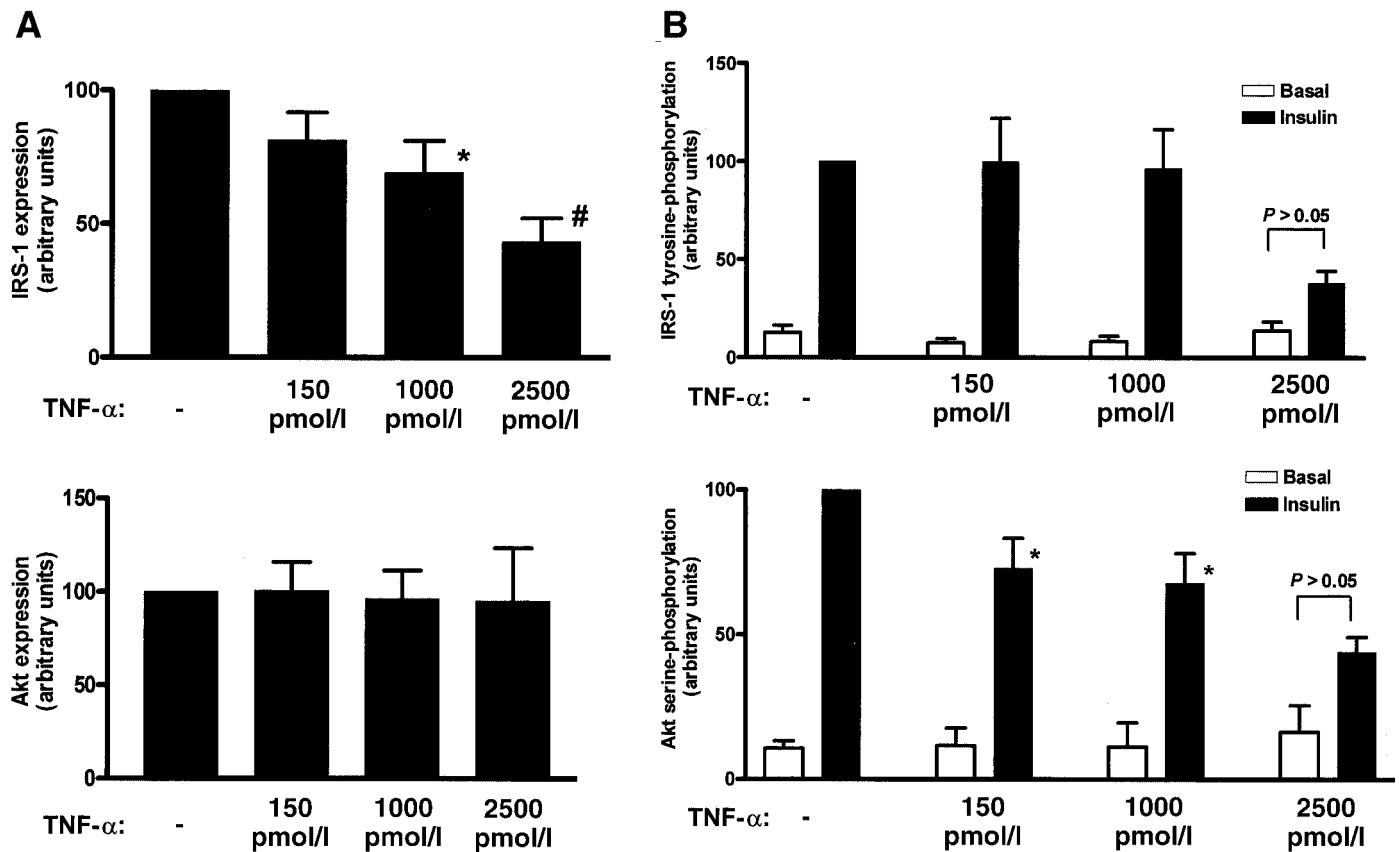 A
IRS-1 expression
(arbitrary units)
100
50
0
*
#
TNF-α:
-
150
pmol/l
1000
pmol/l
2500
pmol/l
Akt expression
(arbitrary units)
150
100
50
0
TNF-α:
-
150
pmol/l
1000
pmol/l
2500
pmol/l
B
IRS-1 tyrosine-phosphorylation
(arbitrary units)
150
100
50
0
Basal
Insulin
P > 0.05
TNF-α:
-
150
pmol/l
1000
pmol/l
2500
pmol/l
Akt serine-phosphorylation
(arbitrary units)
100
50
0
Basal
Insulin
*
*
P > 0.05
TNF-α:
-
150
pmol/l
1000
pmol/l
2500
pmol/l